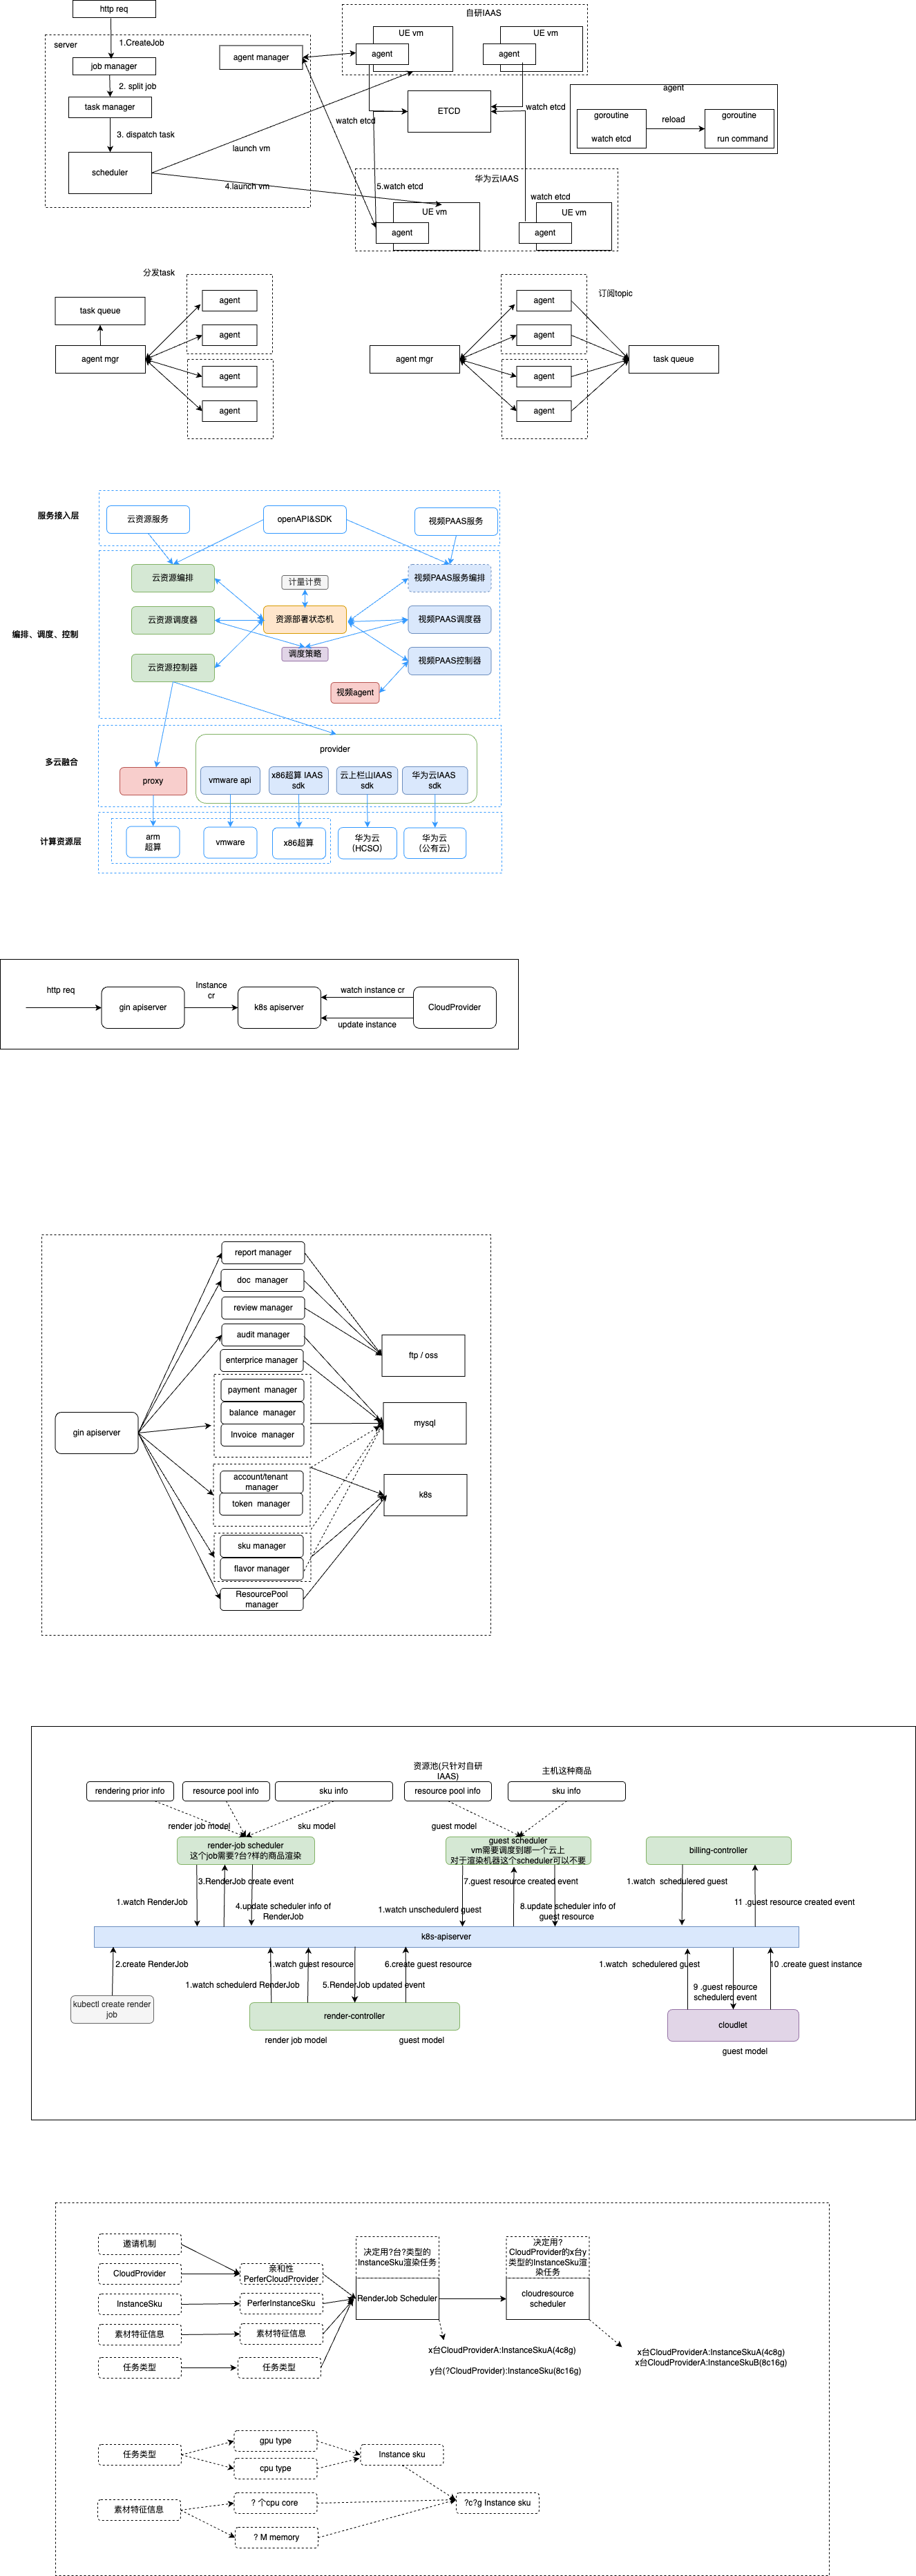 http req
自研IAAS
server
1.CreateJob
agent manager
UE vm
UE vm
agent
agent
job manager
2. split job
task manager
ETCD
agent
watch etcd
watch etcd
goroutine
watch etcd
reload
goroutine
run command
3. dispatch task
launch vm
scheduler
4.launch vm
5.watch etcd
华为云IAAS
watch etcd
UE vm
UE vm
agent
agent
分发task
task queue
agent
agent
agent mgr
agent
agent
订阅topic
agent
agent
agent mgr
task queue
agent
agent
服务接入层
云资源服务
openAPI&SDK
视频PAAS服务
编排、调度、控制
云资源编排
计量计费
视频PAAS服务编排
云资源调度器
资源部署状态机
视频PAAS调度器
调度策略
云资源控制器
视频PAAS控制器
视频agent
多云融合
provider
proxy
vmware api
x86超算 IAAS
sdk
云上栏山IAAS
sdk
华为云IAAS
sdk
计算资源层
arm
超算
vmware
x86超算
华为云
(HCSO)
华为云
(公有云)
http req
gin apiserver
Instance
cr
k8s apiserver
watch instance cr
update instance
CloudProvider
report manager
doc manager
review manager
audit manager
enterprice manager
payment manager
balance manager
Invoice manager
gin apiserver
account/tenant
manager
token manager
sku manager
flavor manager
ResourcePool
manager
ftp / oss
mysql
k8s
rendering prior info
resource pool info
sku info
资源池(只针对自研
IAAS)
resource pool info
主机这种商品
sku info
render job model
sku model
guest model
render-job scheduler
这个job需要?台?样的商品渲染
guest scheduler
vm需要调度到哪一个云上
对于渲染机器这个scheduler可以不要
billing-controller
1.watch RenderJob
3.RenderJob create event
4.update scheduler info of
RenderJob
1.watch unschedulerd guest
7.guest resource created event
8.update scheduler info of
guest resource
1.watch schedulered guest
11 .guest resource created event
k8s-apiserver
2.create RenderJob
kubectl create render
job
1.watch schedulerd RenderJob
1.watch guest resource
5.RenderJob updated event
6.create guest resource
1.watch schedulered guest
9 .guest resource
schedulerd event
10 .create guest instance
render-controller
cloudlet
render job model
guest model
guest model
邀请机制
CloudProvider
InstanceSku
素材特征信息
任务类型
亲和性
PerferCloudProvider
PerferInstanceSku
素材特征信息
任务类型
决定用?台?类型的
InstanceSku渲染任务
RenderJob Scheduler
决定用?
CloudProvider的x台y
类型的InstanceSku渲
染任务
cloudresource
scheduler
x台CloudProviderA:InstanceSkuA(4c8g)
y台(?CloudProvider):InstanceSku(8c16g)
x台CloudProviderA:InstanceSkuA(4c8g)
x台CloudProviderA:InstanceSkuB(8c16g)
任务类型
gpu type
cpu type
Instance sku
素材特征信息
? 个cpu core
? M memory
?c?g Instance sku